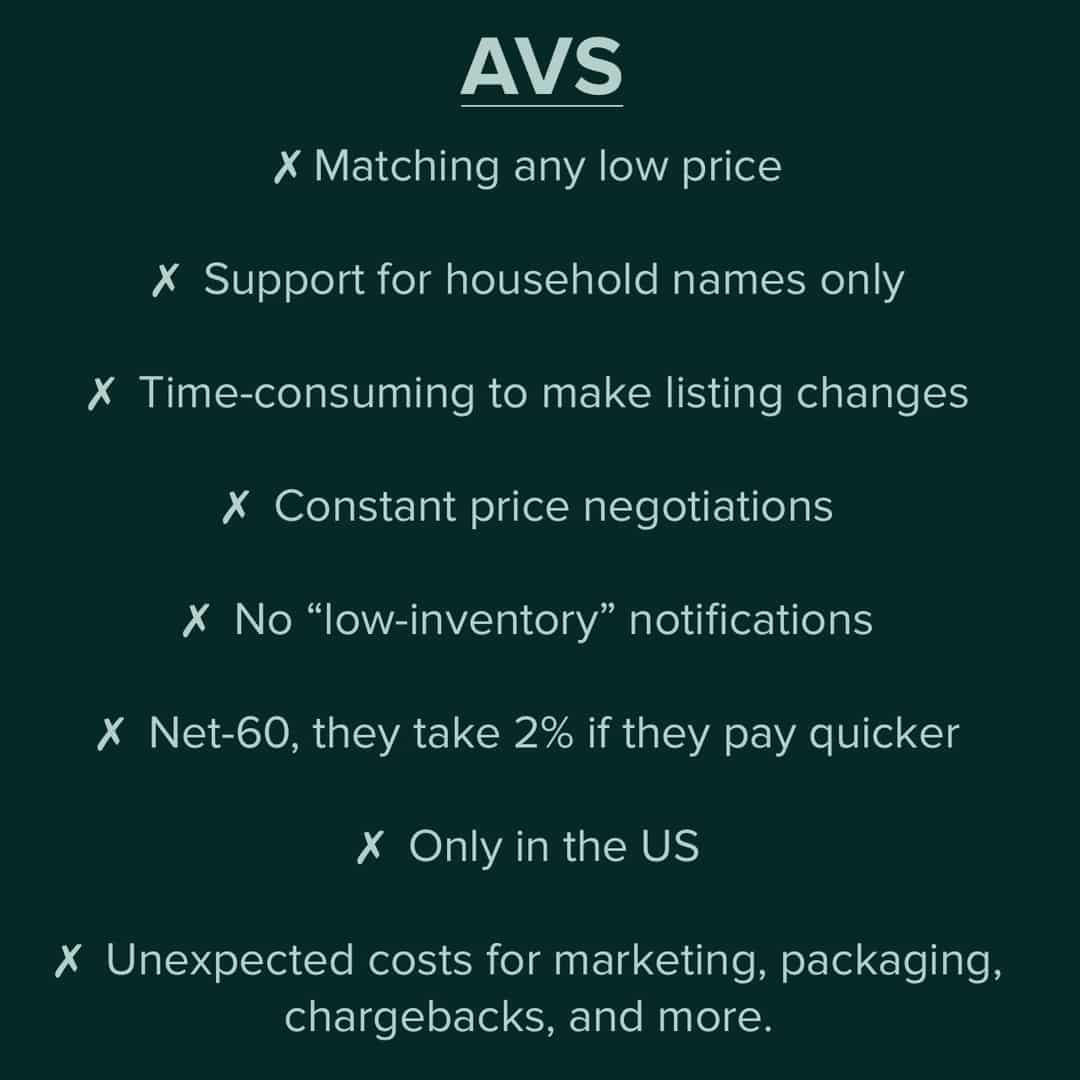 AVS
✗ Matching any low price
✗ Support for household names only
✗ Time-consuming to make listing changes
✗ Constant price negotiations
✗ No “low-inventory” notifications
✗ Net-60, they take 2% if they pay quicker
✗ Only in the US
✗ Unexpected costs for marketing, packaging,
chargebacks, and more.